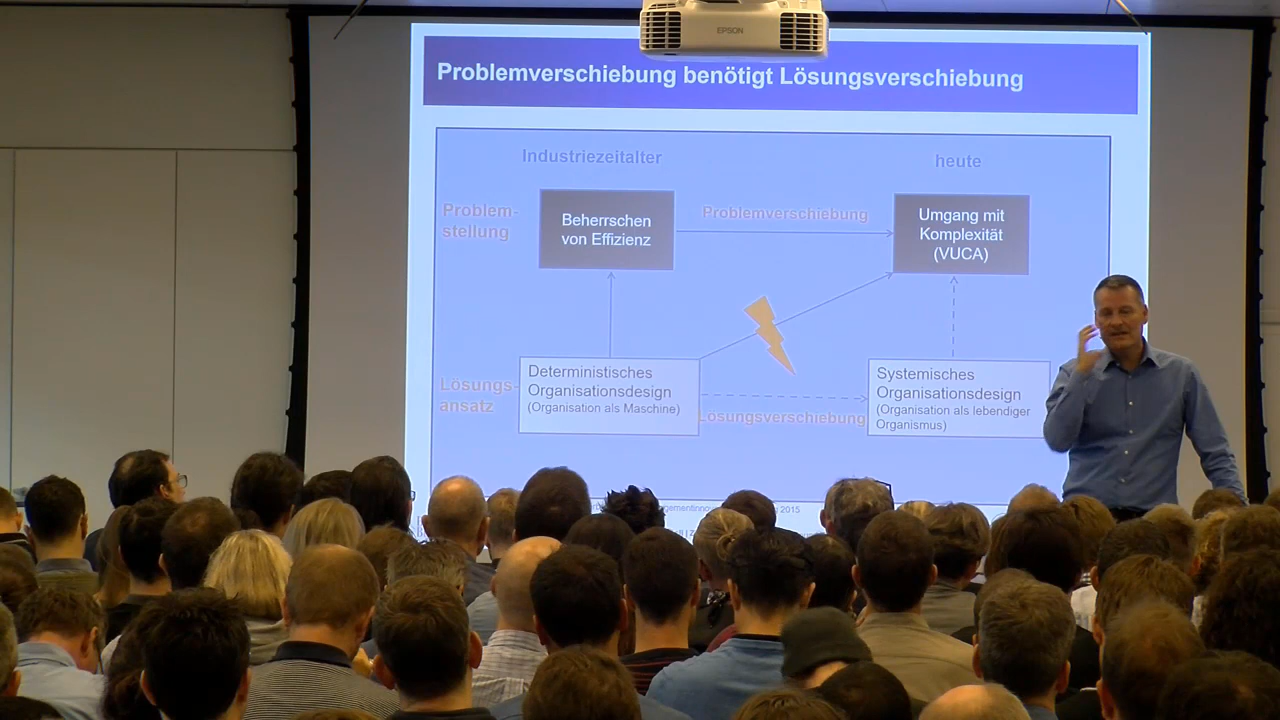 EPSON
Problemverschiebung benötigt Lösungsverschiebung
Industriezeitalter
heute
Problem-
stellung
Beherrschen
von Effizienz
Problemverschiebung
Umgang mit
Komplexität
(VUCA)
Lösungs-
ansatz
Deterministisches
Organisationsdesign
(Organisation als Maschine)
Lösungsverschiebung
Systemisches
Organisationsdesign
(Organisation als lebendiger
Organismus)
2015